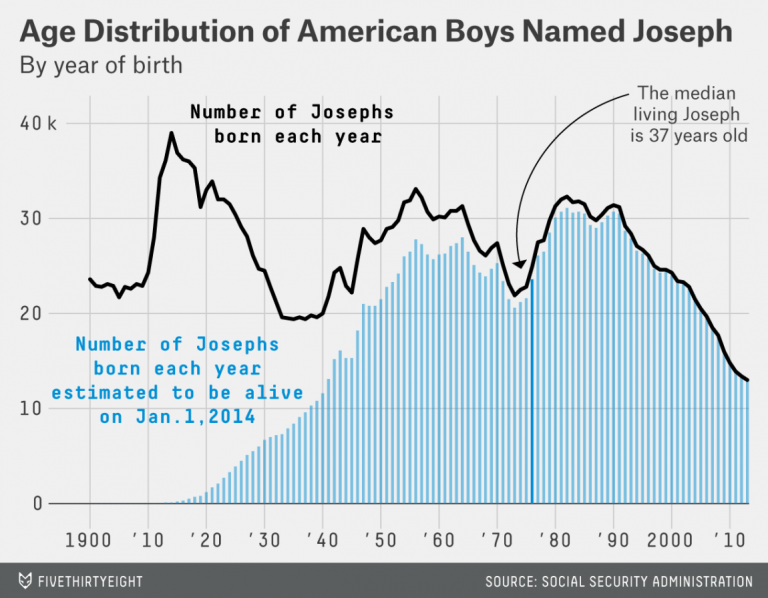 Age Distribution of American Boys Named Joseph
By year of birth
The median
living Joseph
is 37 years old
Number of Josephs
born each year
40 k
30
20
10
0
Number of Josephs
born each year
estimated to be alive
on Jan.1,2014
1900 '10 '20 '30 '40 '50 '60 '70 '80 '90 2000 '10
FIVETHIRTYEIGHT
SOURCE: SOCIAL SECURITY ADMINISTRATION